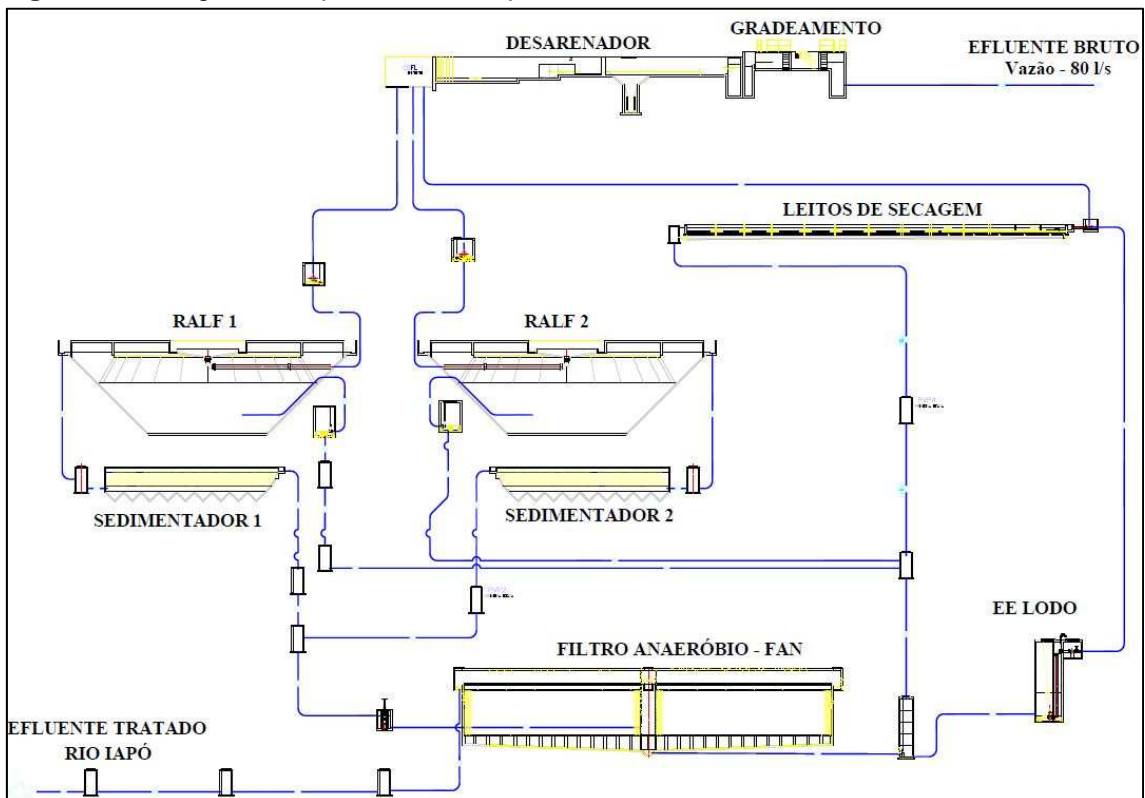 GRADEAMENTO
DESARENADOR
EFLUENTE BRUTO
Vazão - 80 l/s
LEITOS DE SECAGEM
RALF 1
RALF 2
SEDIMENTADOR 1
SEDIMENTADOR 2
EE LODO
FILTRO ANAERÓBIO - FAN
EFLUENTE TRATADO
RIO IAPÓ